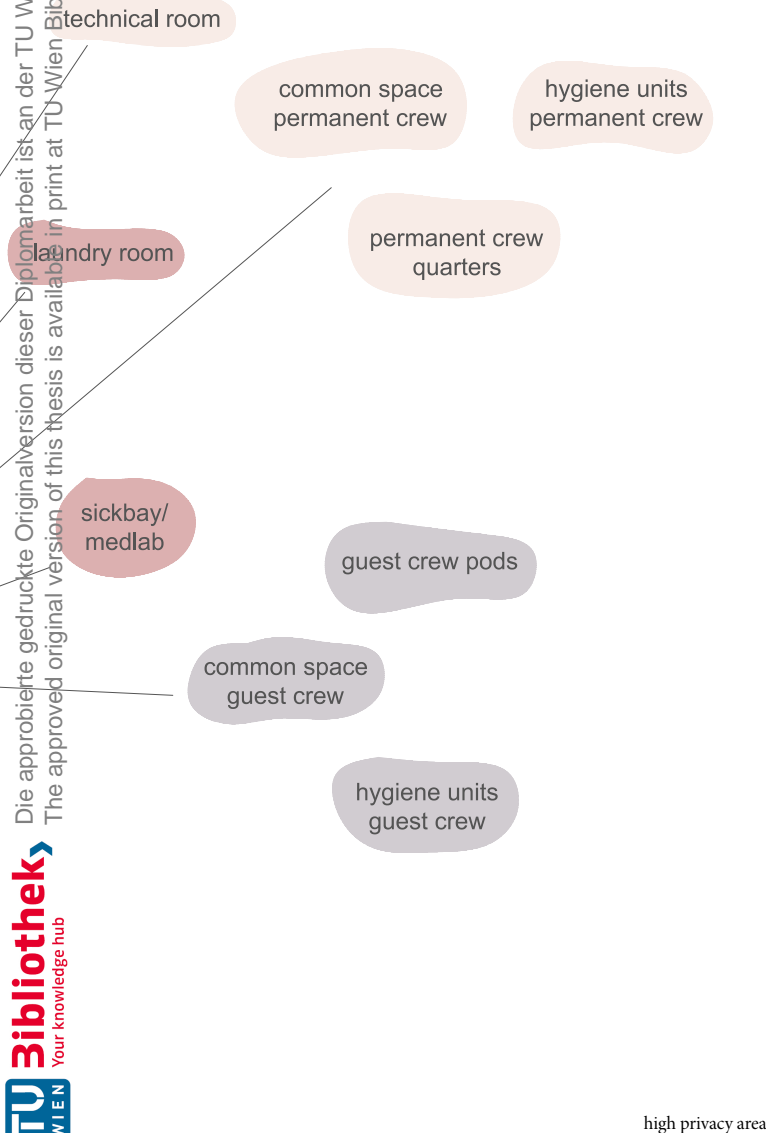 technical room
common space
permanent crew
hygiene units
permanent crew
laundry room
permanent crew
quarters
sickbay/
medlab
guest crew pods
common space
guest crew
hygiene units
guest crew
high privacy area
Die approbierte gedruckte Originalversion dieser Diplomarbeit ist an der TU
The approved original version of this thesis is available in print at TU Wien
Bibliothek
Your knowledge hub
TU
WIEN